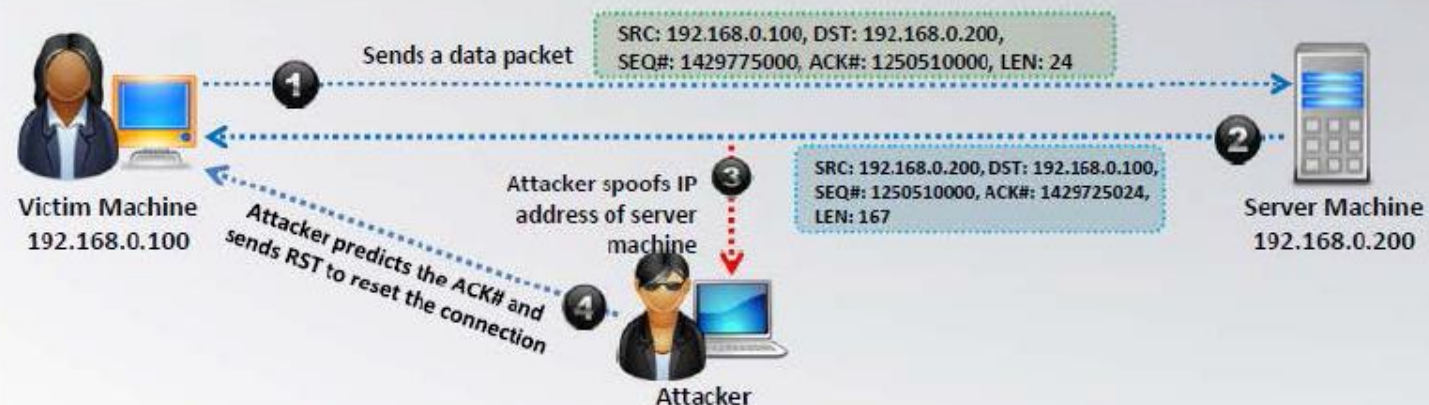 1
Sends a data packet
SRC: 192.168.0.100, DST: 192.168.0.200,
SEQ#: 1429775000, ACK#: 1250510000, LEN: 24
2
SRC: 192.168.0.200, DST: 192.168.0.100,
SEQ#: 1250510000, ACK#: 1429725024,
LEN: 167
Victim Machine
192.168.0.100
Server Machine
192.168.0.200
3
Attacker spoofs IP
address of server
machine
4
Attacker predicts the ACK# and
sends RST to reset the connection
Attacker